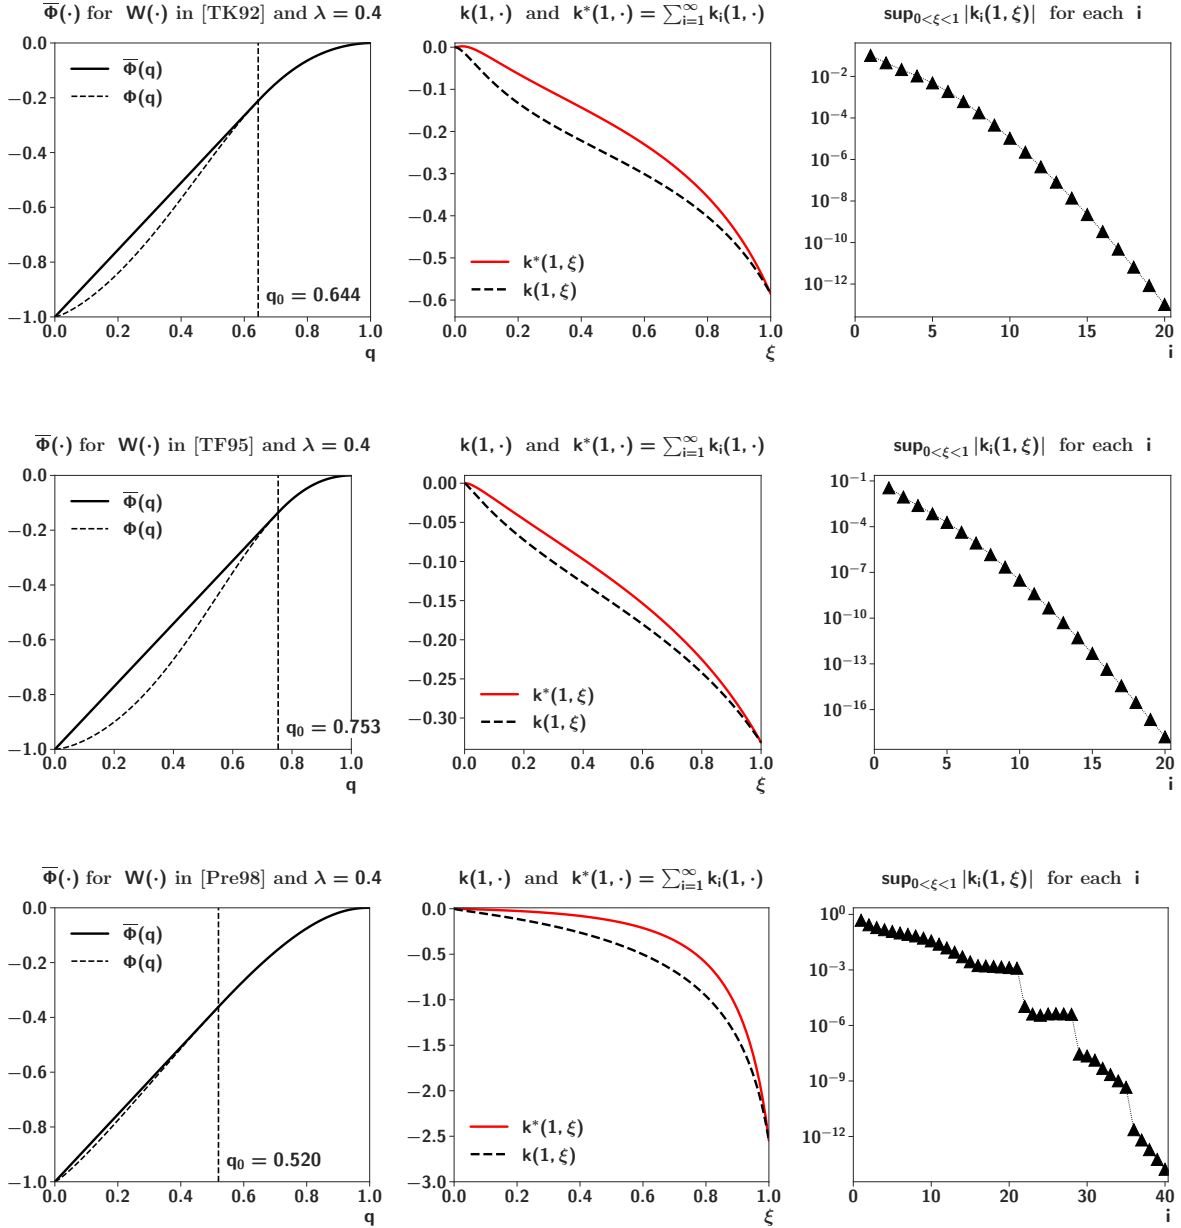 Φ̅(·) for W(·) in [TK92] and λ = 0.4
0.0
−0.2
−0.4
−0.6
−0.8
−1.0
Φ̅(q)
Φ(q)
q₀ = 0.644
0.0 0.2 0.4 0.6 0.8 1.0
q
k(1, ·) and k*(1, ·) = ∑_{i=1}^{∞} k_i(1, ·)
0.0
−0.1
−0.2
−0.3
−0.4
−0.5
−0.6
k*(1, ξ)
k(1, ξ)
0.0 0.2 0.4 0.6 0.8 1.0
ξ
sup_{0<ξ<1} |k_i(1, ξ)| for each i
10⁻²
10⁻⁴
10⁻⁶
10⁻⁸
10⁻¹⁰
10⁻¹²
0 5 10 15 20
i
Φ̅(·) for W(·) in [TF95] and λ = 0.4
0.0
−0.2
−0.4
−0.6
−0.8
−1.0
Φ̅(q)
Φ(q)
q₀ = 0.753
0.0 0.2 0.4 0.6 0.8 1.0
q
k(1, ·) and k*(1, ·) = ∑_{i=1}^{∞} k_i(1, ·)
0.00
−0.05
−0.10
−0.15
−0.20
−0.25
−0.30
k*(1, ξ)
k(1, ξ)
0.0 0.2 0.4 0.6 0.8 1.0
ξ
sup_{0<ξ<1} |k_i(1, ξ)| for each i
10⁻¹
10⁻⁴
10⁻⁷
10⁻¹⁰
10⁻¹³
10⁻¹⁶
0 5 10 15 20
i
Φ̅(·) for W(·) in [Pre98] and λ = 0.4
0.0
−0.2
−0.4
−0.6
−0.8
−1.0
Φ̅(q)
Φ(q)
q₀ = 0.520
0.0 0.2 0.4 0.6 0.8 1.0
q
k(1, ·) and k*(1, ·) = ∑_{i=1}^{∞} k_i(1, ·)
0.0
−0.5
−1.0
−1.5
−2.0
−2.5
−3.0
k*(1, ξ)
k(1, ξ)
0.0 0.2 0.4 0.6 0.8 1.0
ξ
sup_{0<ξ<1} |k_i(1, ξ)| for each i
10⁰
10⁻³
10⁻⁶
10⁻⁹
10⁻¹²
0 10 20 30 40
i